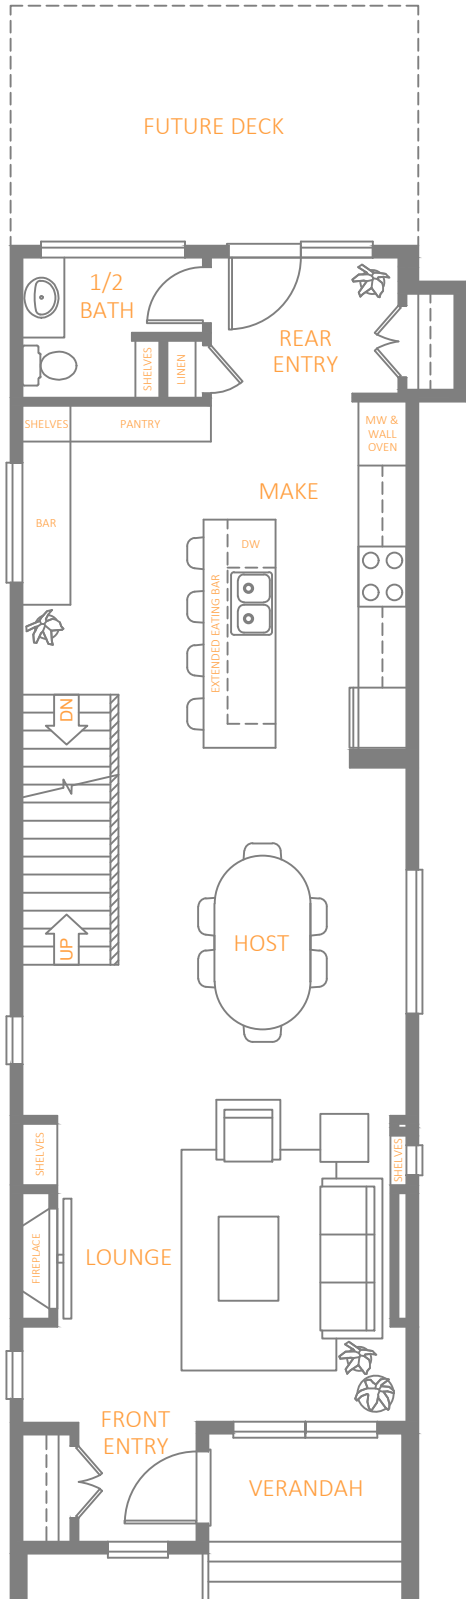 FUTURE DECK
1/2
BATH
REAR
ENTRY
SHELVES
LINEN
SHELVES
PANTRY
MW &
WALL
OVEN
MAKE
BAR
DW
EXTENDED EATING BAR
DN
UP
HOST
SHELVES
SHELVES
FIREPLACE
LOUNGE
FRONT
ENTRY
VERANDAH